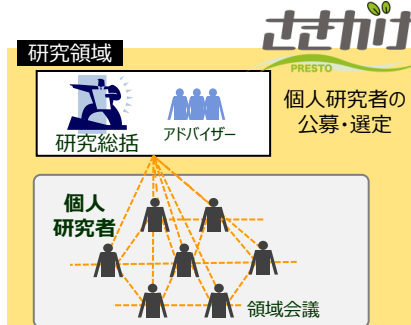 さきがけ
PRESTO
研究領域
個人研究者の
公募・選定
研究総括
アドバイザー
個人
研究者
領域会議